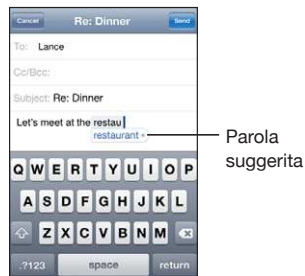 Cancel Re: Dinner Send
To: Lance
Cc/Bcc:
Subject: Re: Dinner
Let's meet at the restau
restaurant ×
Parola
suggerita
Q W E R T Y U I O P
A S D F G H J K L
Z X C V B N M
.?123 space return